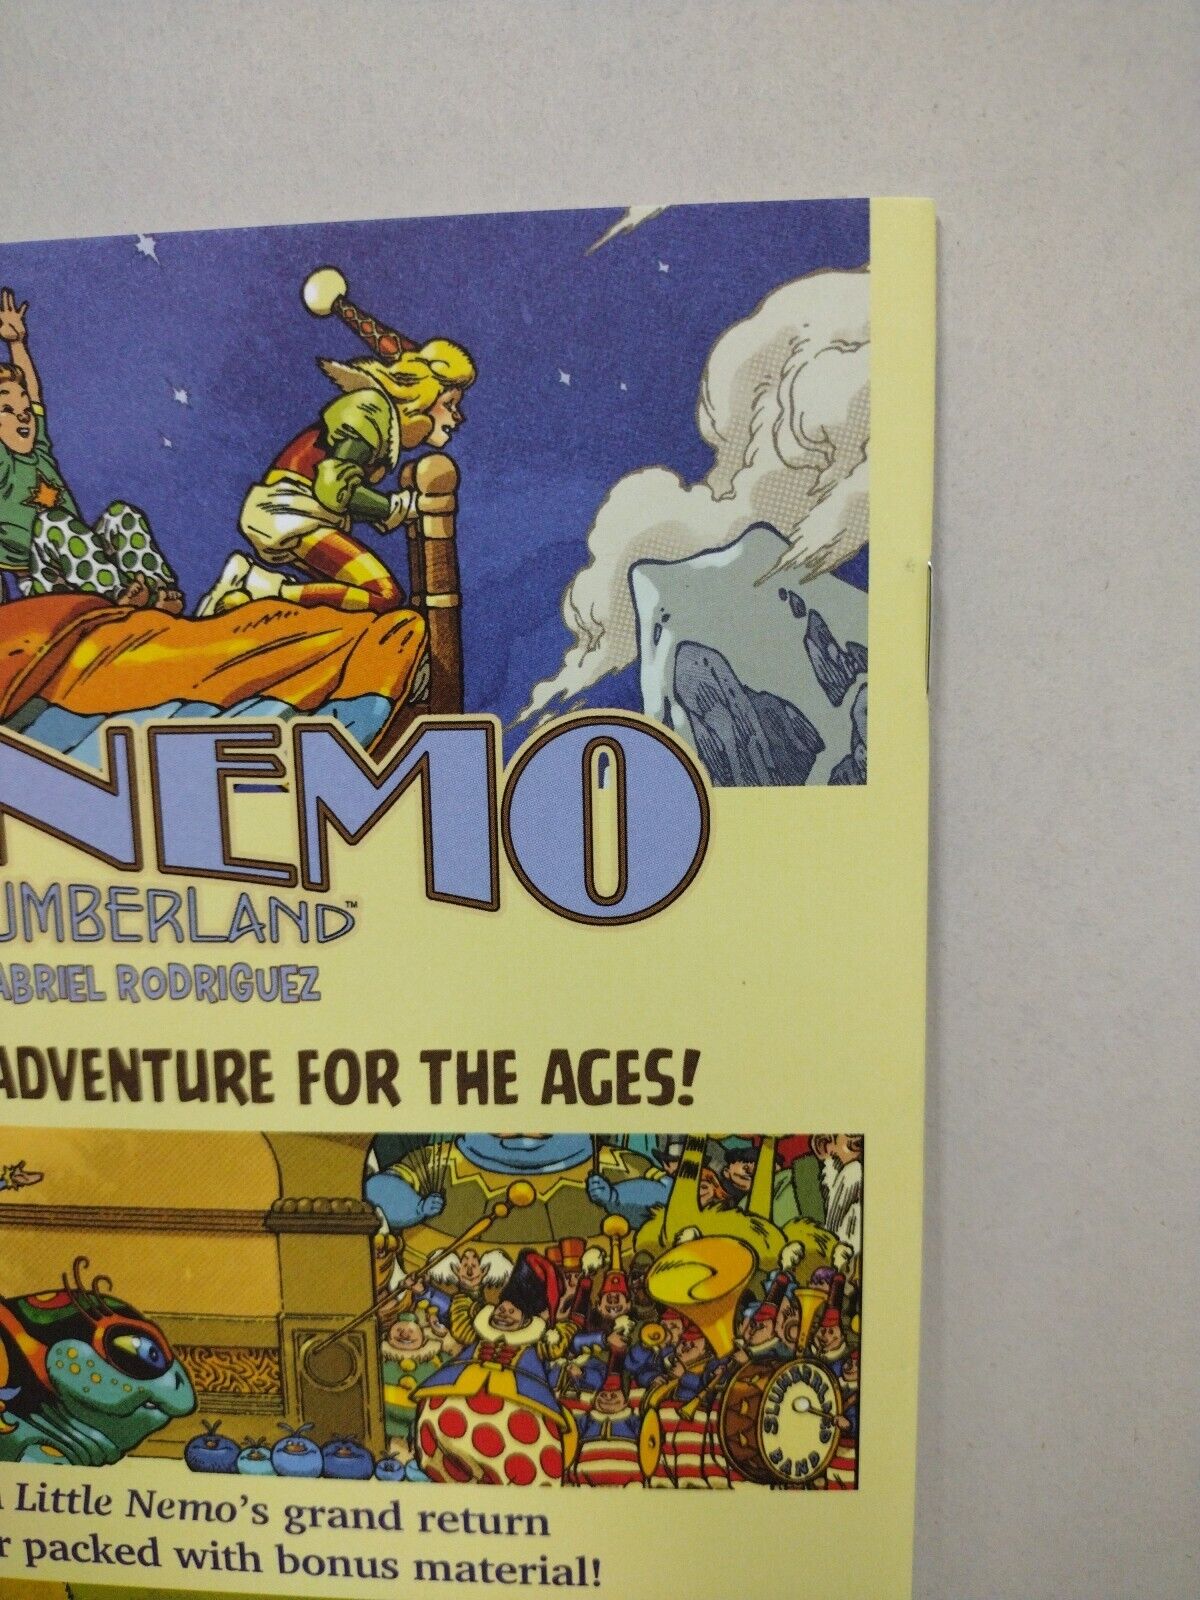 NEMO
UMBERLAND™
ABRIEL RODRIGUEZ
ADVENTURE FOR THE AGES!
SLUMBERLAND
BAND
Little Nemo's grand return
r packed with bonus material!